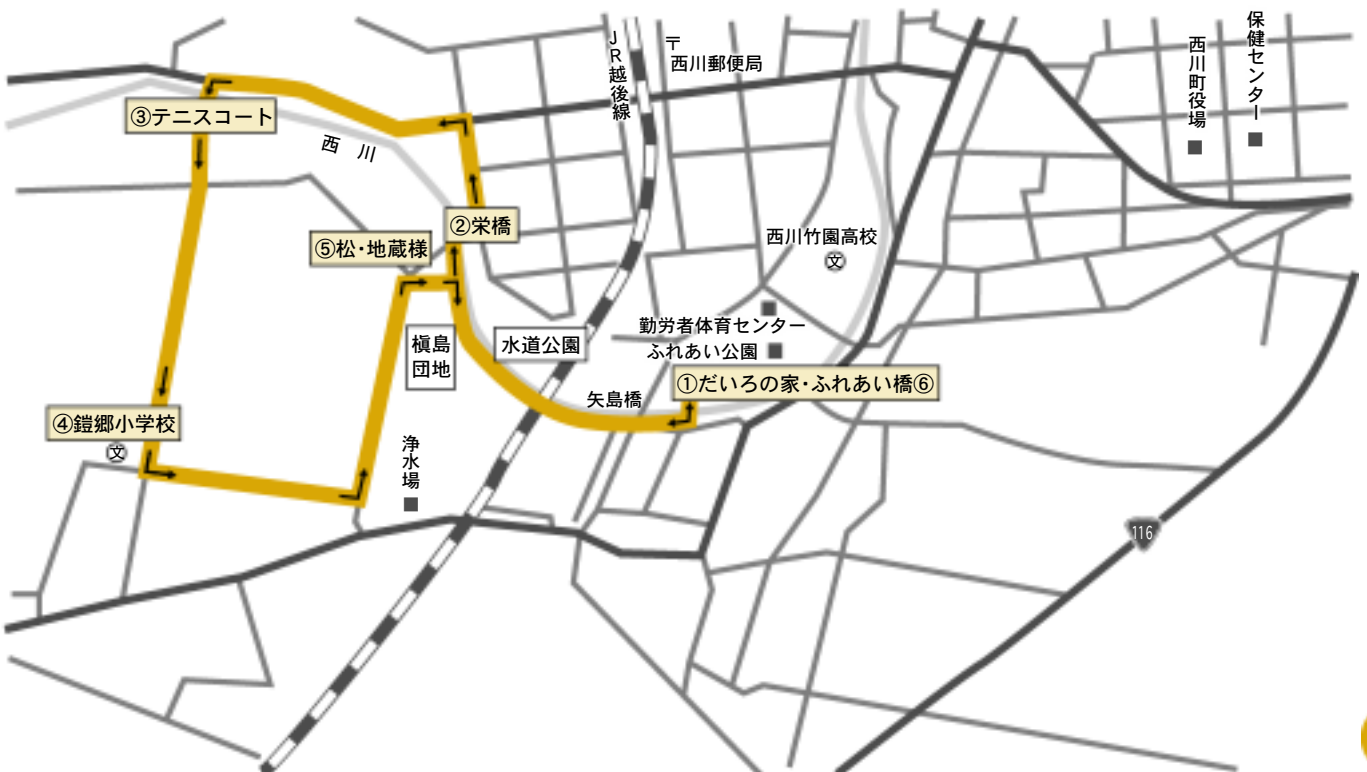 JR越後線
〒
西川郵便局
西川町役場
保健センター
③テニスコート
西川
②栄橋
⑤松・地蔵様
西川竹園高校
文
槇島
団地
水道公園
勤労者体育センター
ふれあい公園
①だいろの家・ふれあい橋⑥
矢島橋
④鎧郷小学校
文
浄水場
116